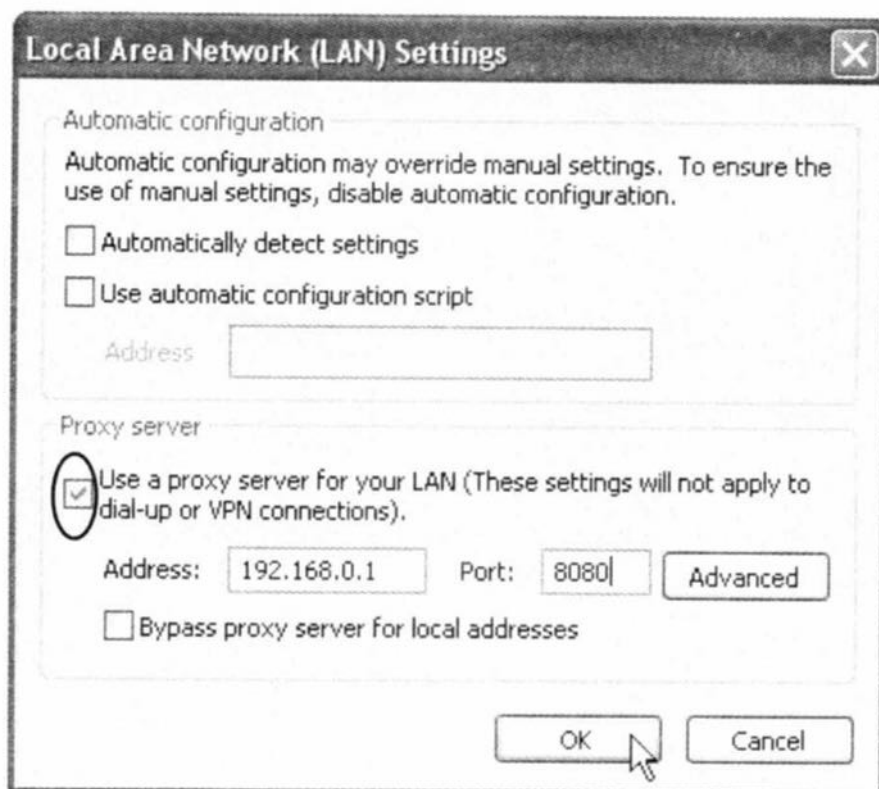 Local Area Network (LAN) Settings
Automatic configuration
Automatic configuration may override manual settings. To ensure the
use of manual settings, disable automatic configuration.
Automatically detect settings
Use automatic configuration script
Address
Proxy server
Use a proxy server for your LAN (These settings will not apply to
dial-up or VPN connections).
Address: 192.168.0.1 Port: 8080 Advanced
Bypass proxy server for local addresses
OK Cancel